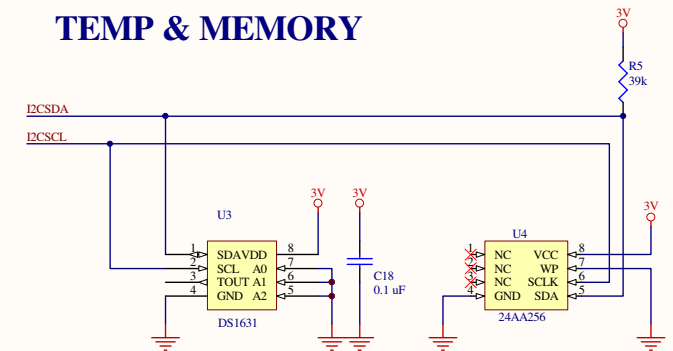 TEMP & MEMORY
3V
R5
39k
I2CSDA
I2CSCL
3V 3V
3V
U3
U4
1 SDA VDD 8
2 SCL A0 7
3 TOUT A1 6
4 GND A2 5
DS1631
C18
0.1 uF
1 NC VCC 8
2 NC WP 7
3 NC SCLK 6
4 GND SDA 5
24AA256